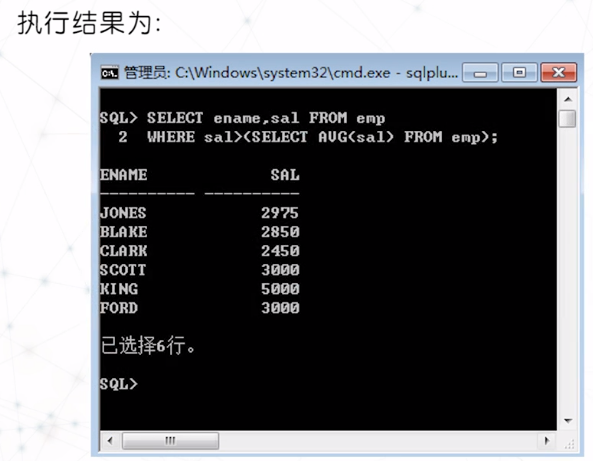 执行结果为:
管理员: C:\Windows\system32\cmd.exe - sqlplu...
SQL> SELECT ename,sal FROM emp
2 WHERE sal>(SELECT AVG(sal) FROM emp);
ENAME SAL
---------- ----------
JONES 2975
BLAKE 2850
CLARK 2450
SCOTT 3000
KING 5000
FORD 3000
已选择6行。
SQL>